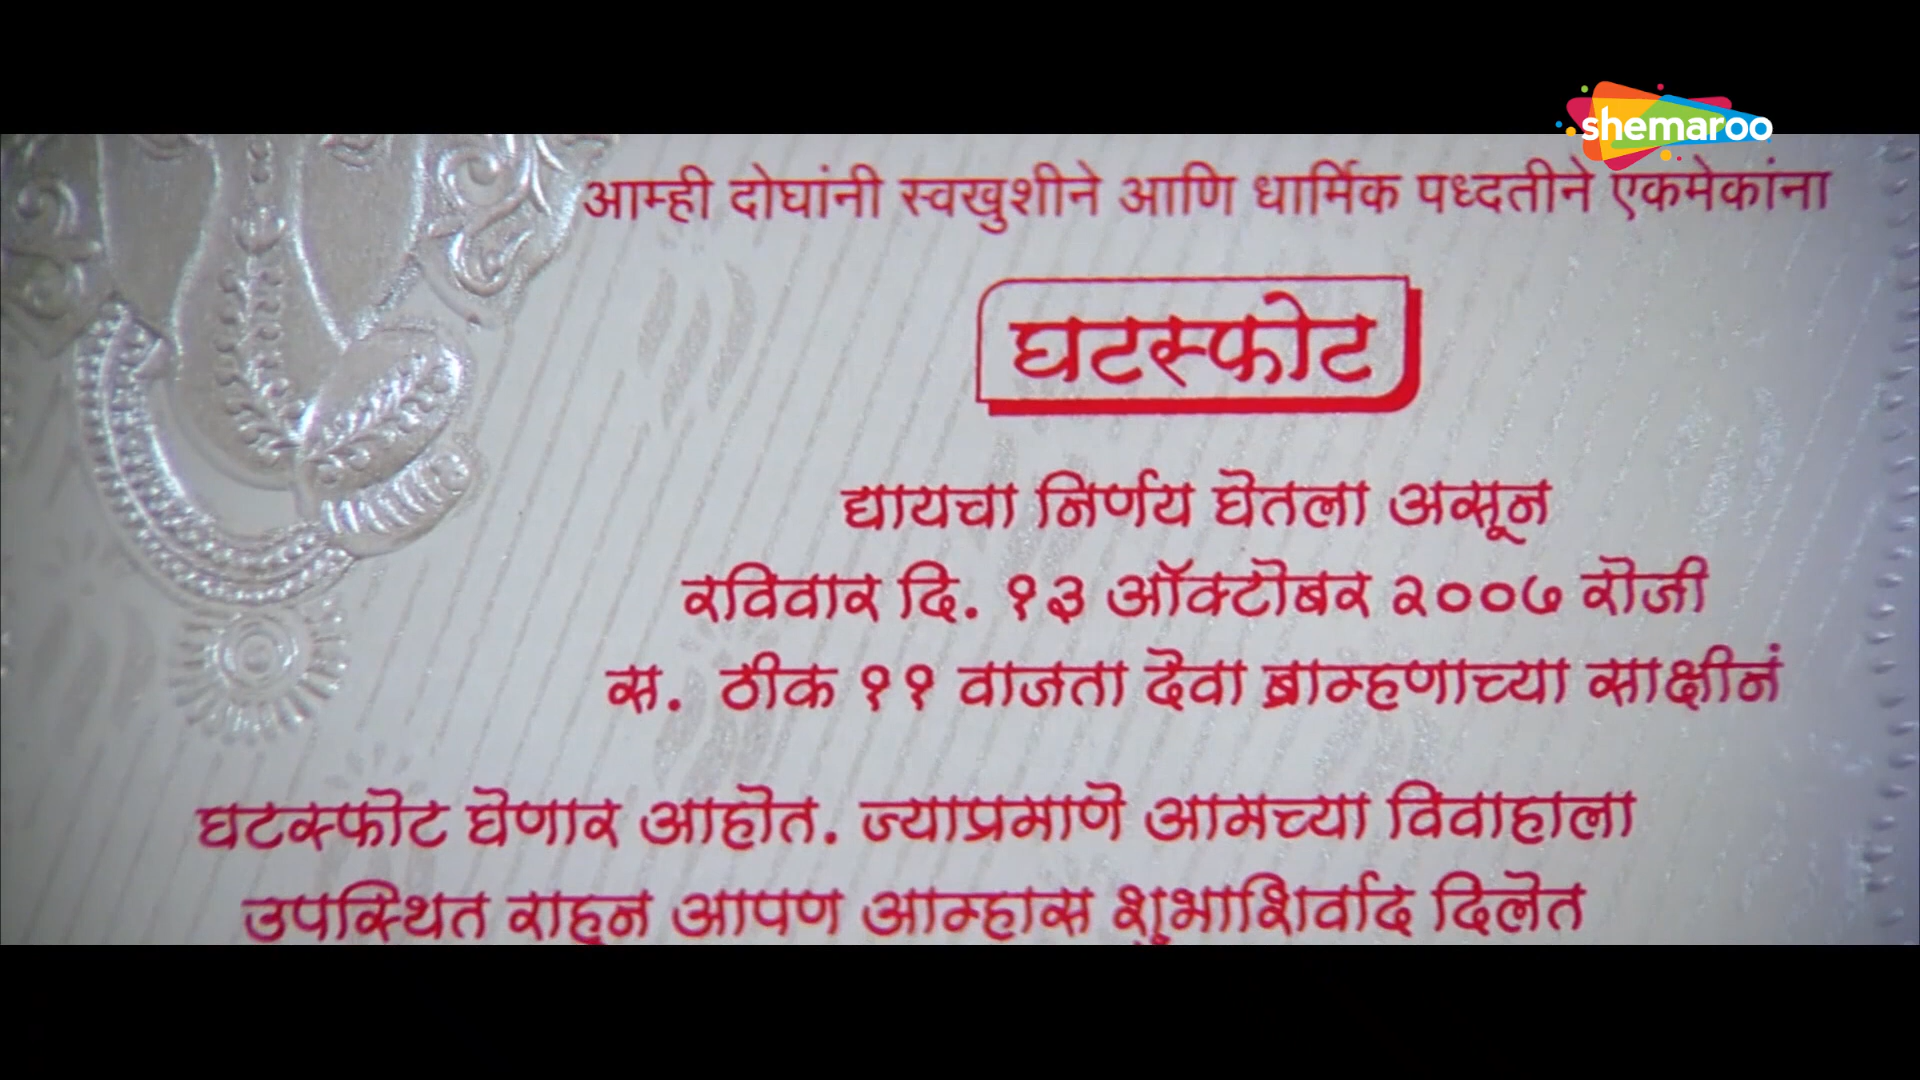 shemaroo
आम्ही दोघांनी स्वखुशीने आणि धार्मिक पध्दतीने एकमेकांना
घटस्फोट
द्यायचा निर्णय घेतला असून
रविवार दि. १३ ऑक्टोबर २००७ रोजी
स. ठीक ११ वाजता देवा ब्राम्हणाच्या साक्षीनं
घटस्फोट घेणार आहोत. ज्याप्रमाणे आमच्या विवाहाला
उपस्थित राहून आपण आम्हास शुभाशिर्वाद दिलेत